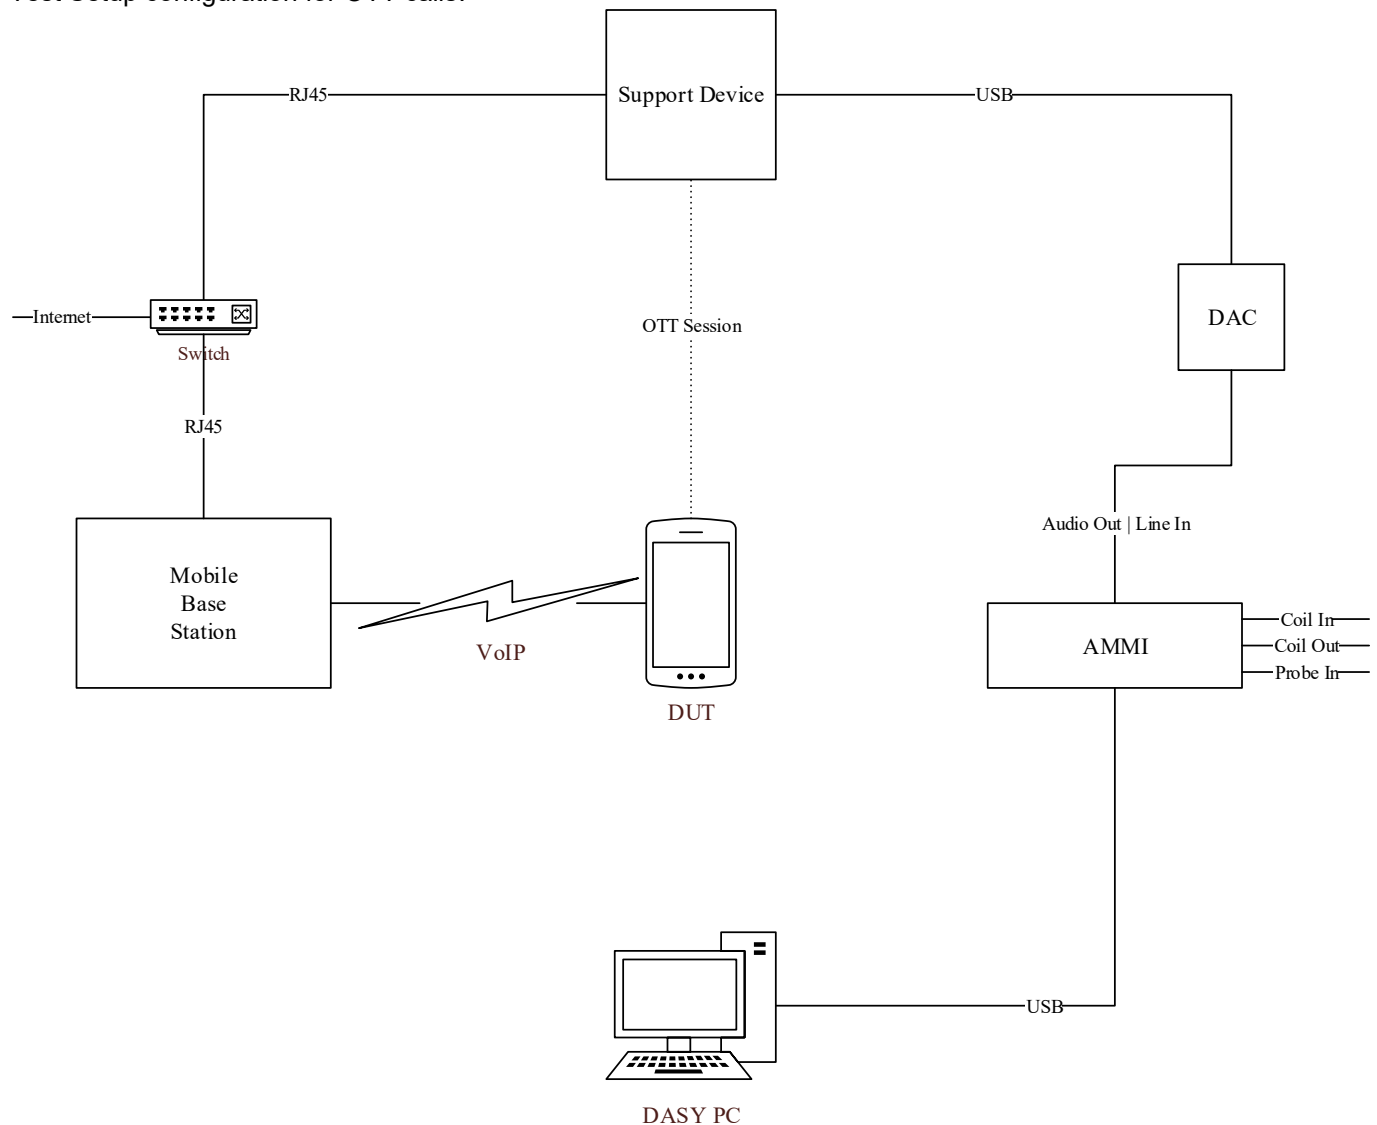 Support Device
RJ45
USB
Internet
Switch
OTT Session
DAC
RJ45
Audio Out | Line In
Mobile
Base
Station
VoIP
DUT
AMMI
Coil In
Coil Out
Probe In
USB
DASY PC